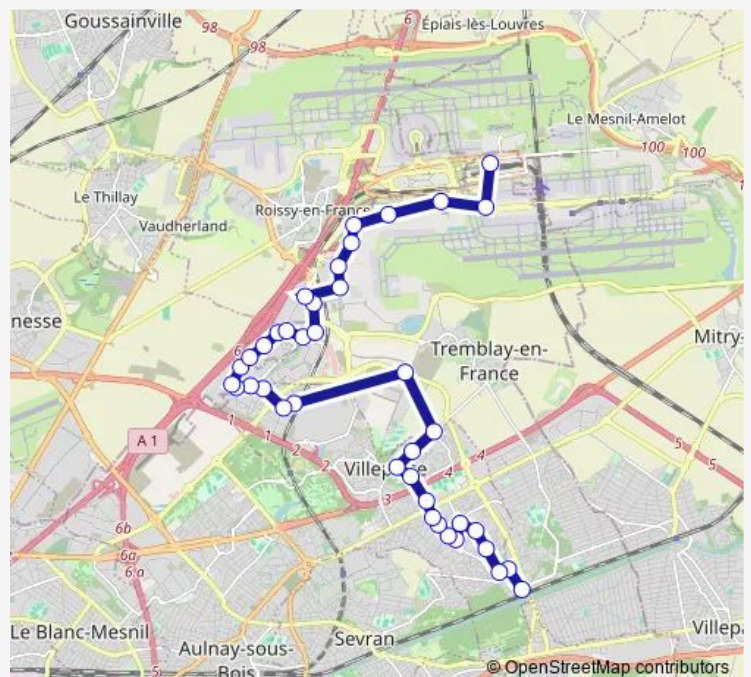 Goussainville
Épiais-lès-Louvres
6
98
98
Le Mesnil-Amelot
100
100
1
Le Thillay
Vaudherland
Roissy-en-France
nesse
6
Tremblay-en-
France
Mitry-
A 1
1
1
2
2
3
4
4
5
5
6b
6a
6.a
5
Le Blanc-Mesnil
Aulnay-sous-
Bois
Sevran
Villepa
© OpenStreetMap contributors